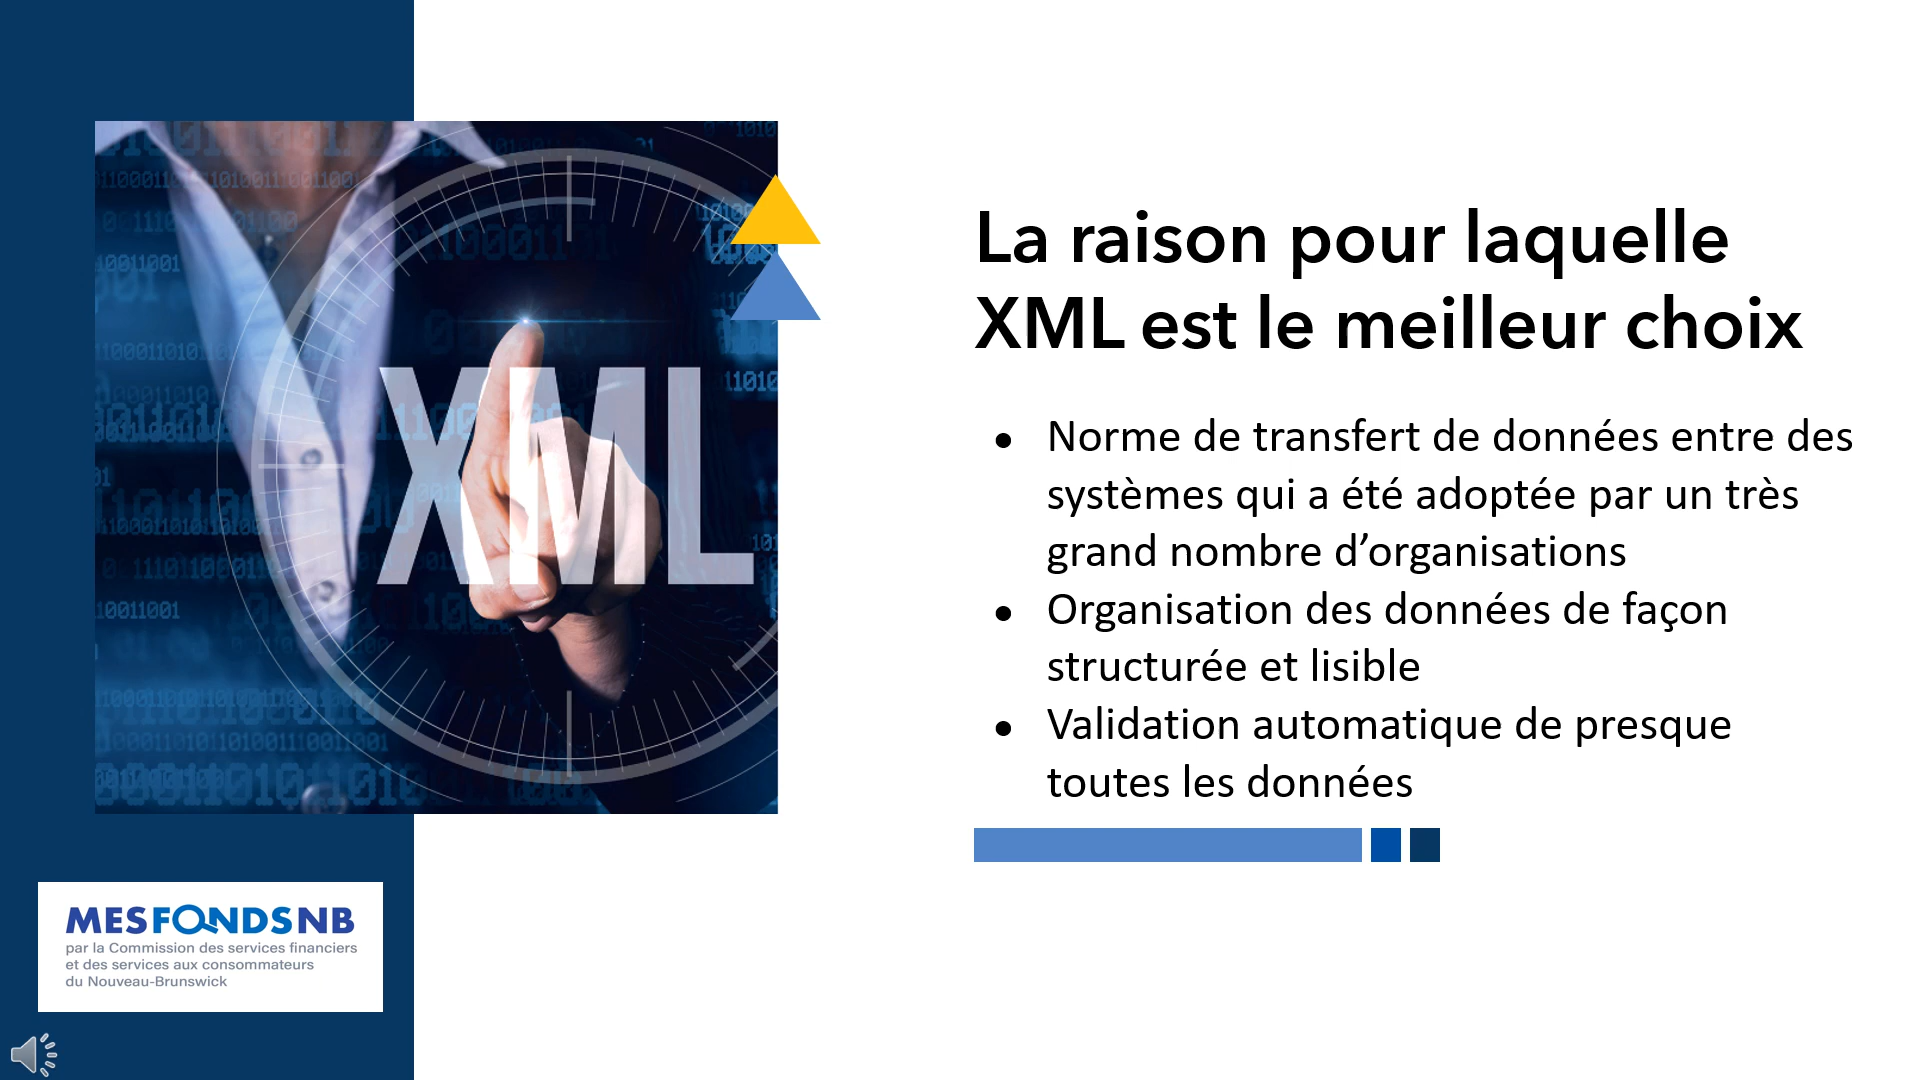 La raison pour laquelle
XML est le meilleur choix
• Norme de transfert de données entre des
systèmes qui a été adoptée par un très
grand nombre d’organisations
• Organisation des données de façon
structurée et lisible
• Validation automatique de presque
toutes les données
XML
MESFONDSNB
par la Commission des services financiers
et des services aux consommateurs
du Nouveau-Brunswick